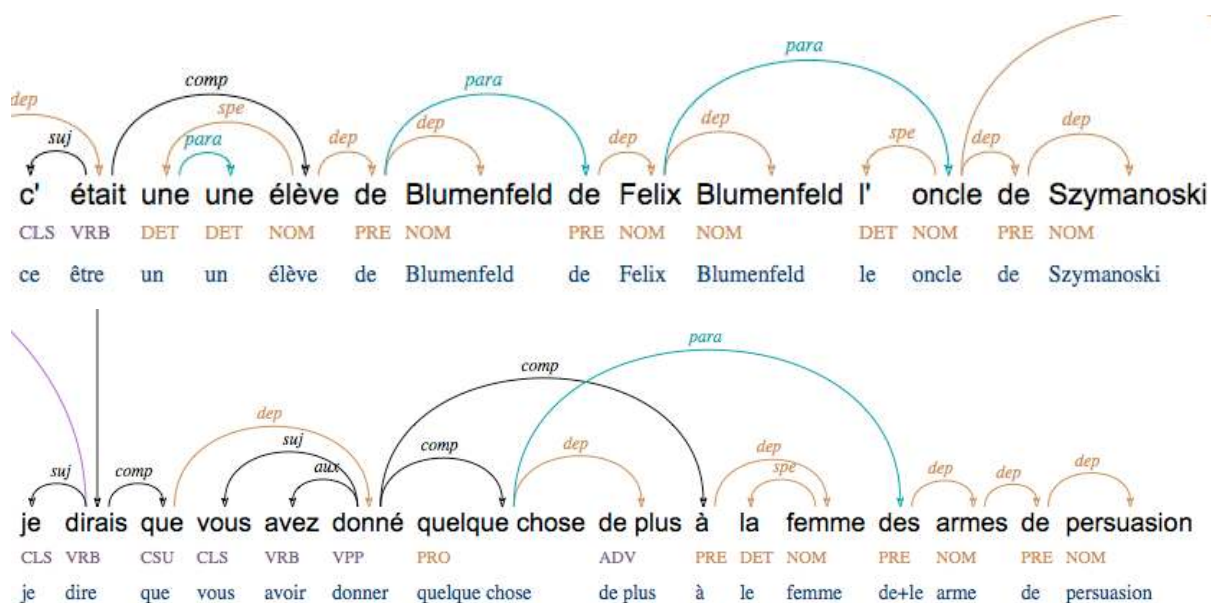 para
para
comp
dep
spe
dep
dep
suj
para
dep
dep
spe
dep
c' était une une élève de Blumenfeld de Felix Blumenfeld l' oncle de Szymanoski
CLS VRB DET DET NOM PRE NOM PRE NOM NOM DET NOM PRE NOM
ce être un un élève de Blumenfeld de Felix Blumenfeld le oncle de Szymanoski
para
comp
dep
suj
dep
dep
suj
comp
aux
comp
spe
dep
dep
dep
je dirais que vous avez donné quelque chose de plus à la femme des armes de persuasion
CLS VRB CSU CLS VRB VPP PRO ADV PRE DET NOM PRE NOM PRE NOM
je dire que vous avoir donner quelque chose de plus à le femme de+le arme de persuasion